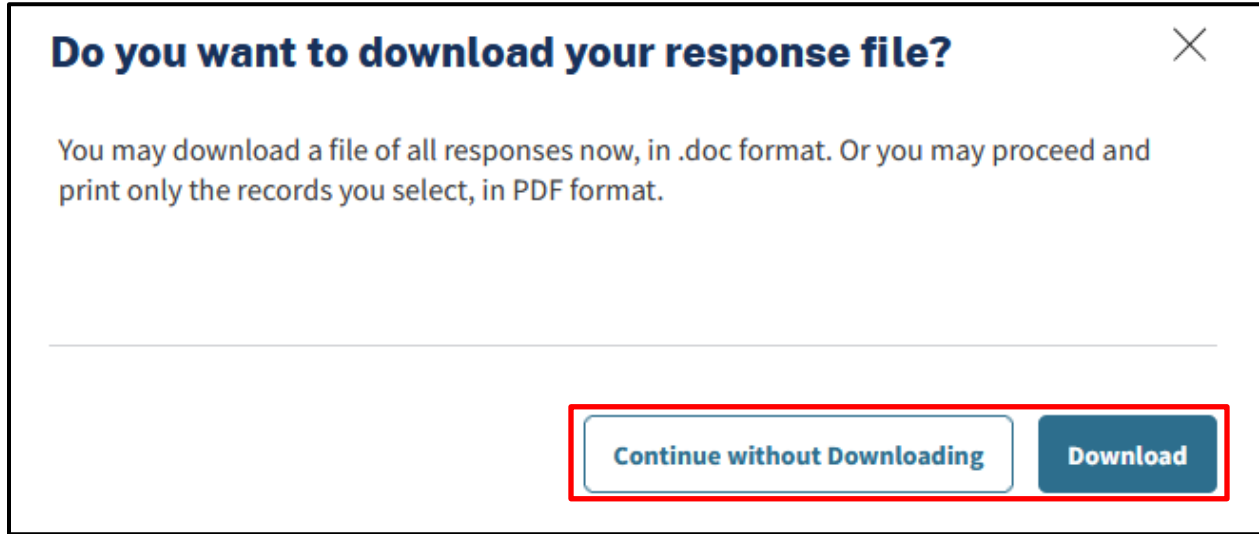 Do you want to download your response file?
You may download a file of all responses now, in .doc format. Or you may proceed and
print only the records you select, in PDF format.
Continue without Downloading
Download